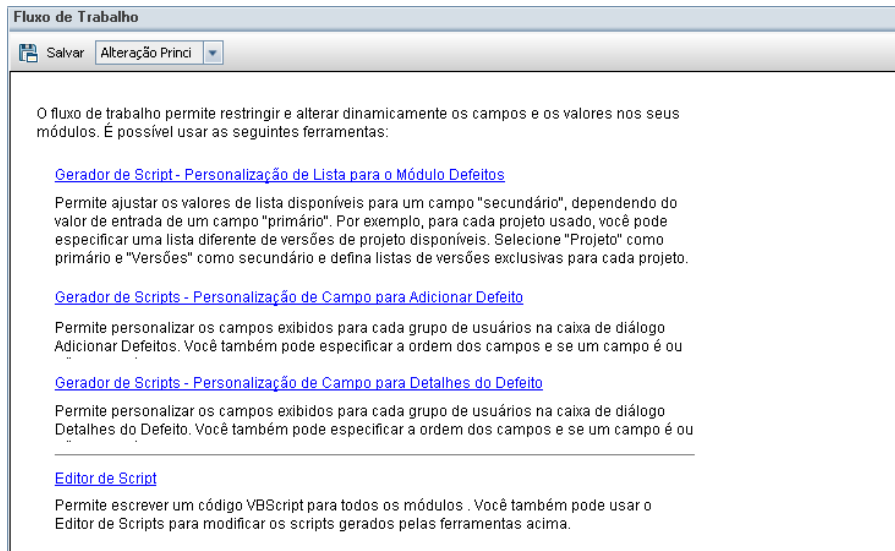 Fluxo de Trabalho
Salvar Alteração Princi
O fluxo de trabalho permite restringir e alterar dinamicamente os campos e os valores nos seus
módulos. É possível usar as seguintes ferramentas:
Gerador de Script - Personalização de Lista para o Módulo Defeitos
Permite ajustar os valores de lista disponíveis para um campo "secundário", dependendo do
valor de entrada de um campo "primário". Por exemplo, para cada projeto usado, você pode
especificar uma lista diferente de versões de projeto disponíveis. Selecione "Projeto" como
primário e "Versões" como secundário e defina listas de versões exclusivas para cada projeto.
Gerador de Scripts - Personalização de Campo para Adicionar Defeito
Permite personalizar os campos exibidos para cada grupo de usuários na caixa de diálogo
Adicionar Defeitos. Você também pode especificar a ordem dos campos e se um campo é ou
Gerador de Scripts - Personalização de Campo para Detalhes do Defeito
Permite personalizar os campos exibidos para cada grupo de usuários na caixa de diálogo
Detalhes do Defeito. Você também pode especificar a ordem dos campos e se um campo é ou
Editor de Script
Permite escrever um código VBScript para todos os módulos . Você também pode usar o
Editor de Scripts para modificar os scripts gerados pelas ferramentas acima.